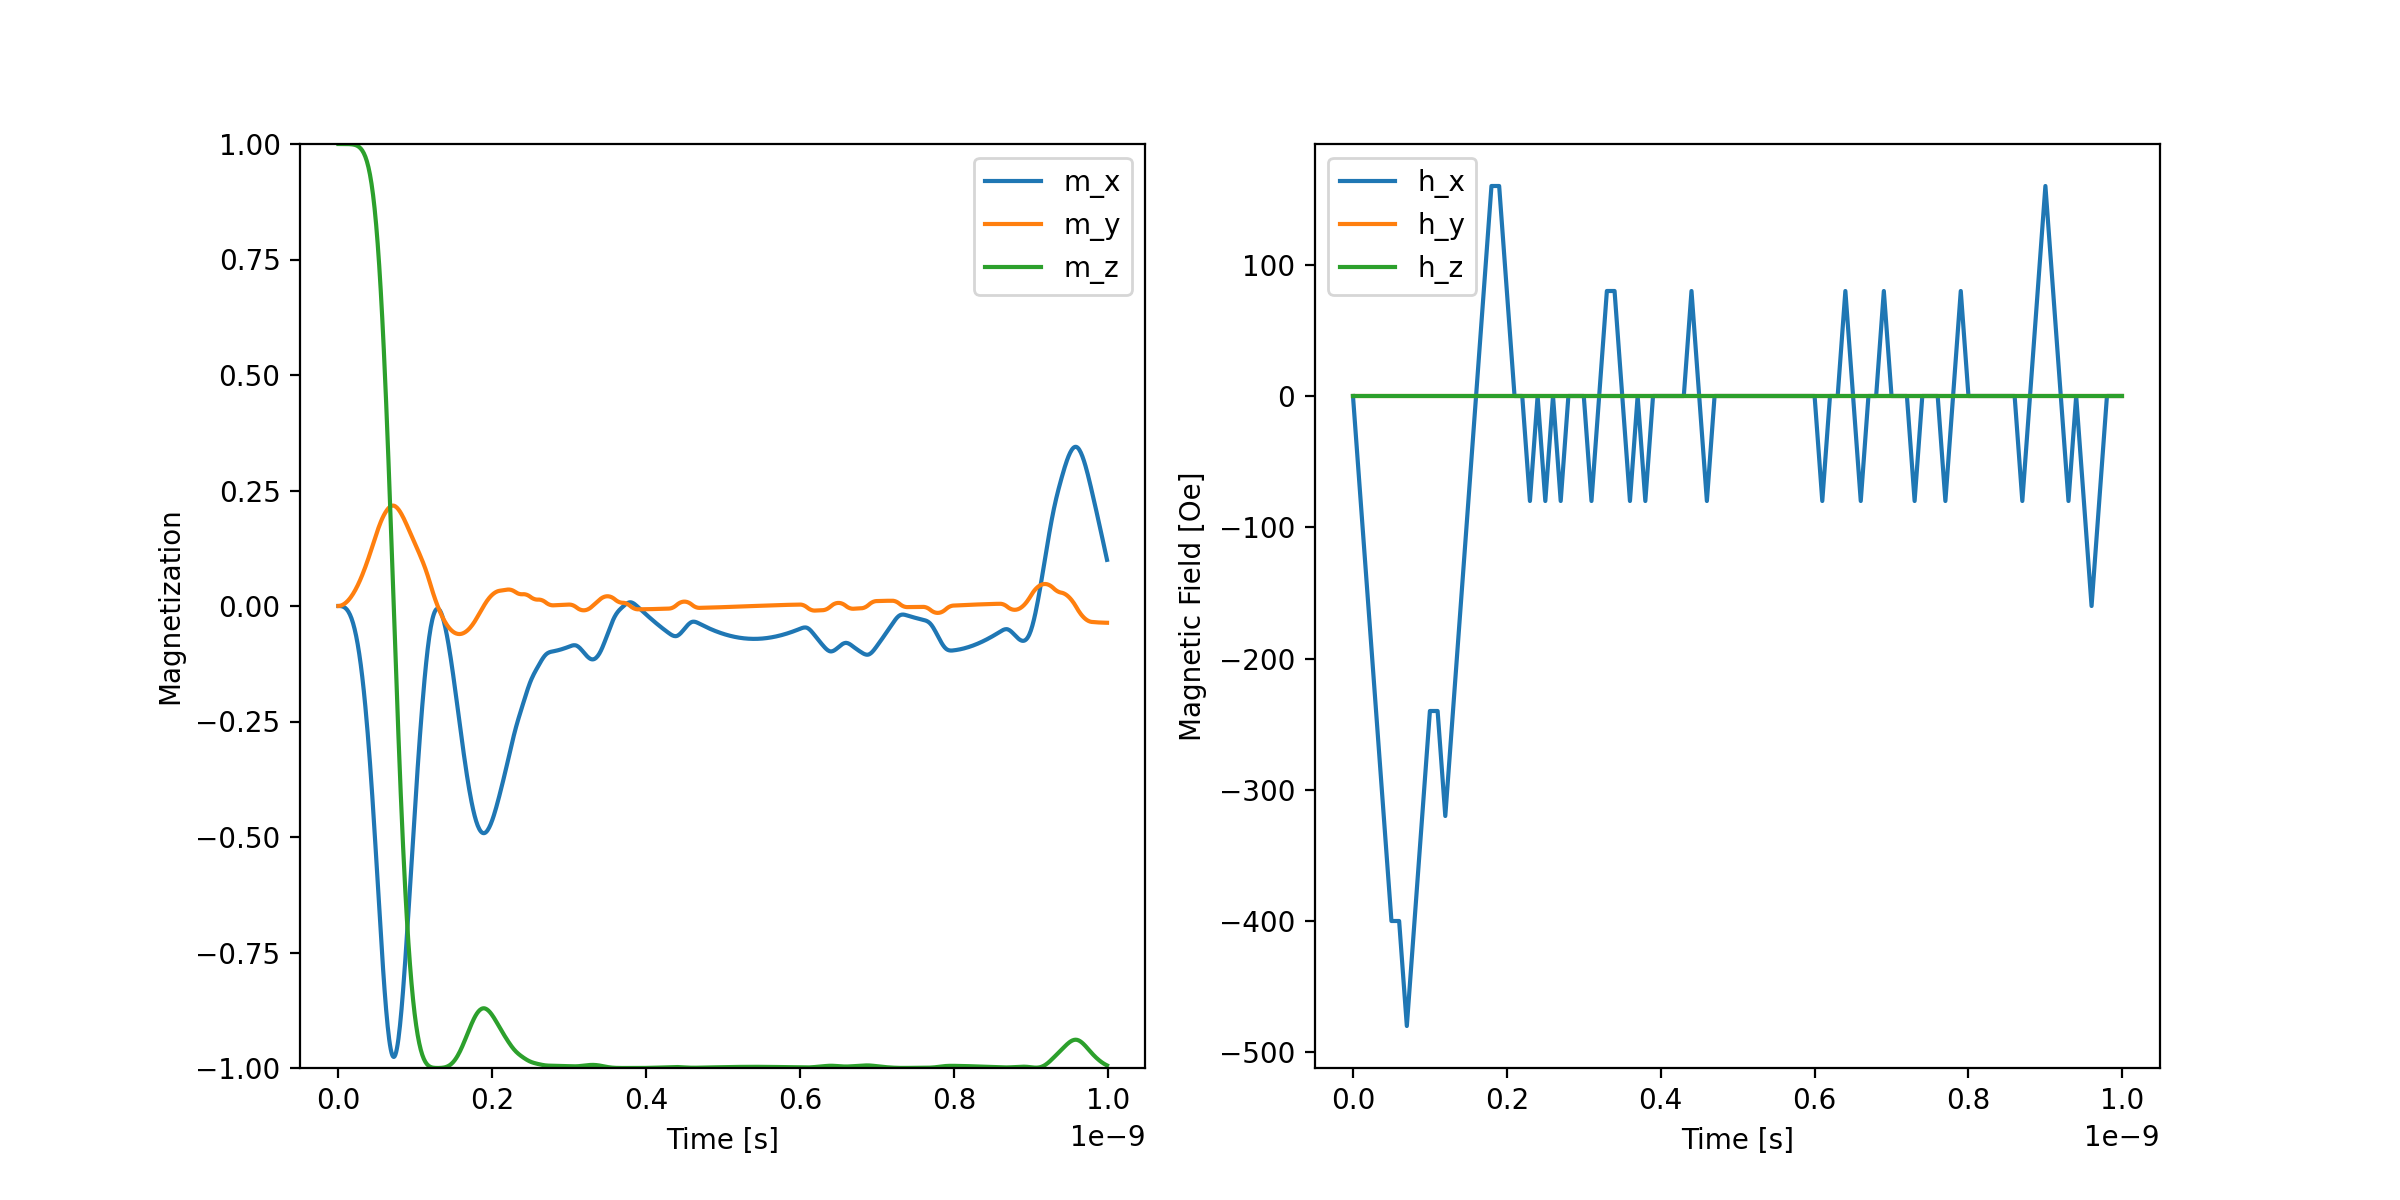 1.00
0.75
0.50
0.25
0.00
−0.25
−0.50
−0.75
−1.00
Magnetization
m_x
m_y
m_z
0.0 0.2 0.4 0.6 0.8 1.0
1e−9
Time [s]
100
0
−100
−200
−300
−400
−500
Magnetic Field [Oe]
h_x
h_y
h_z
0.0 0.2 0.4 0.6 0.8 1.0
1e−9
Time [s]